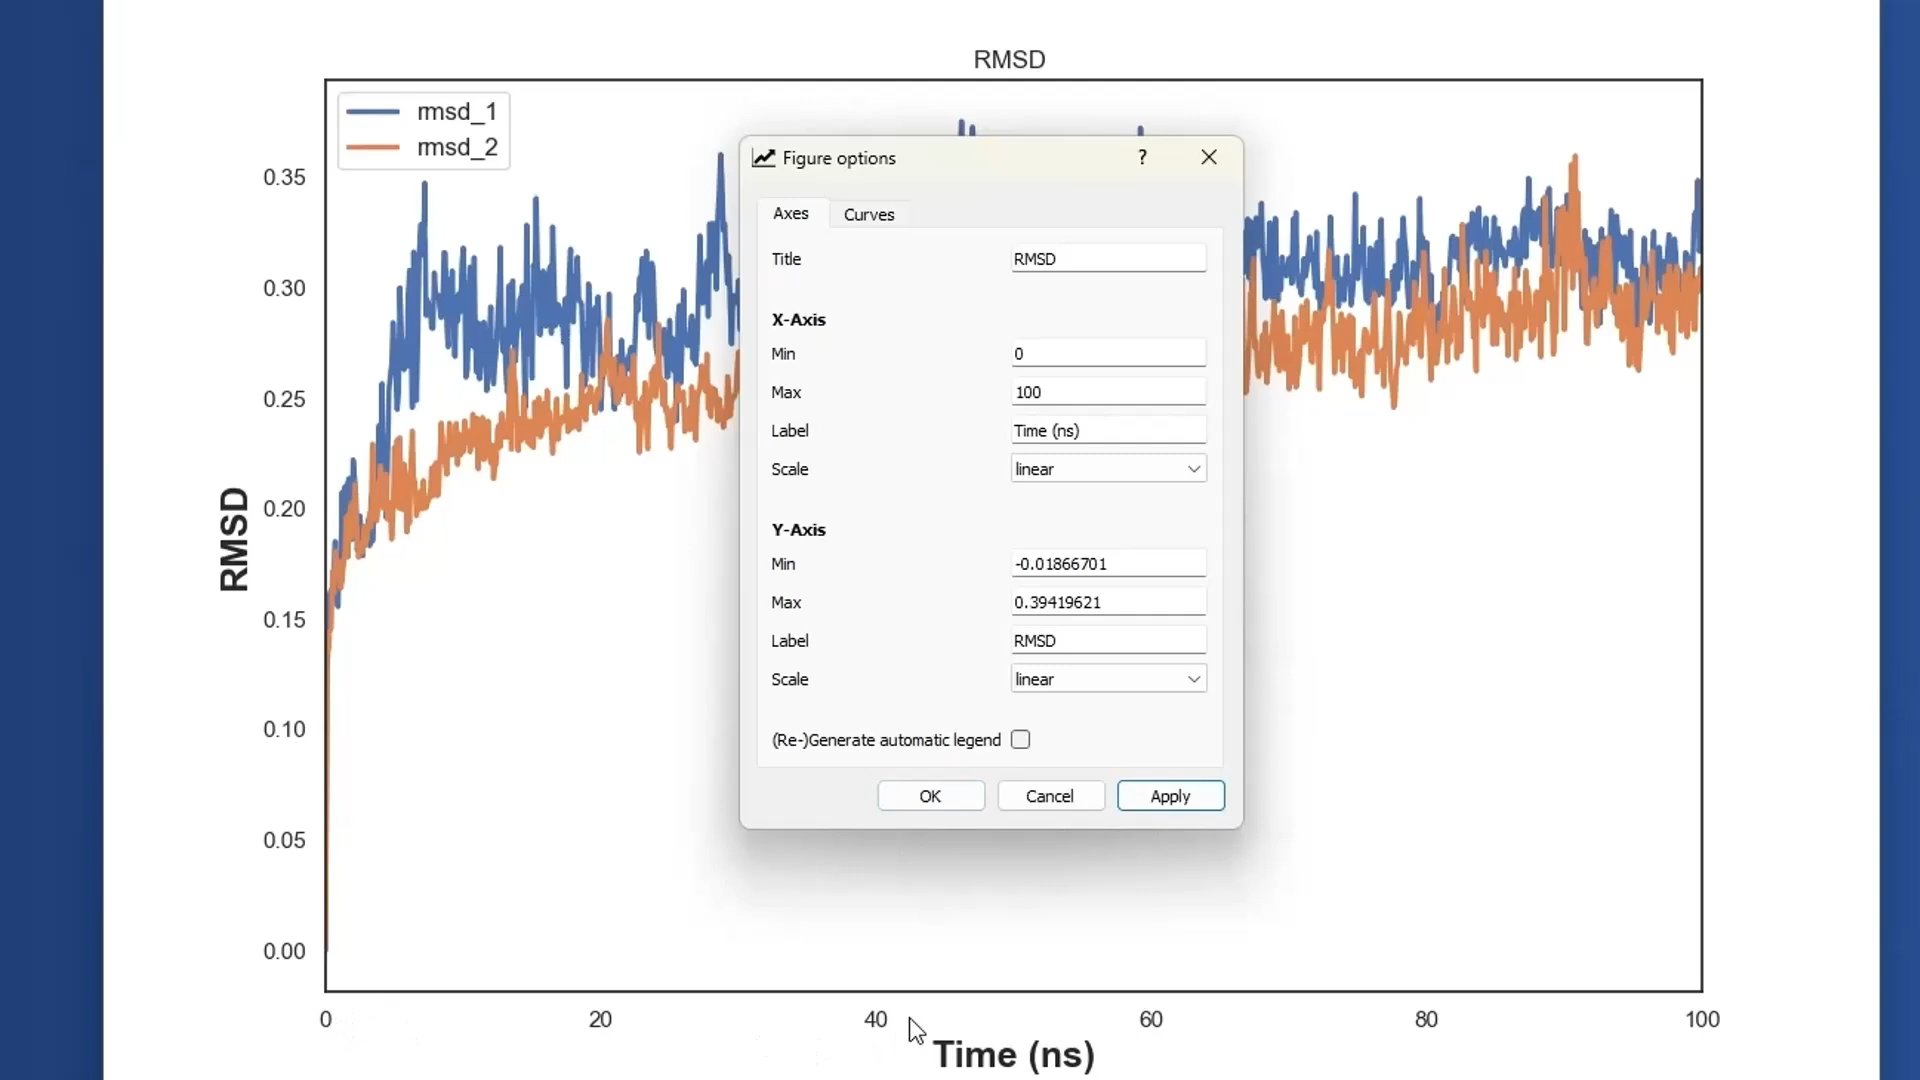 RMSD
rmsd_1
rmsd_2
0.35
0.30
0.25
0.20
0.15
0.10
0.05
0.00
RMSD
0
20
40
60
80
100
Time (ns)
Figure options
?
Axes
Curves
Title
RMSD
X-Axis
Min
0
Max
100
Label
Time (ns)
Scale
linear
Y-Axis
Min
-0.01866701
Max
0.39419621
Label
RMSD
Scale
linear
(Re-)Generate automatic legend
OK
Cancel
Apply